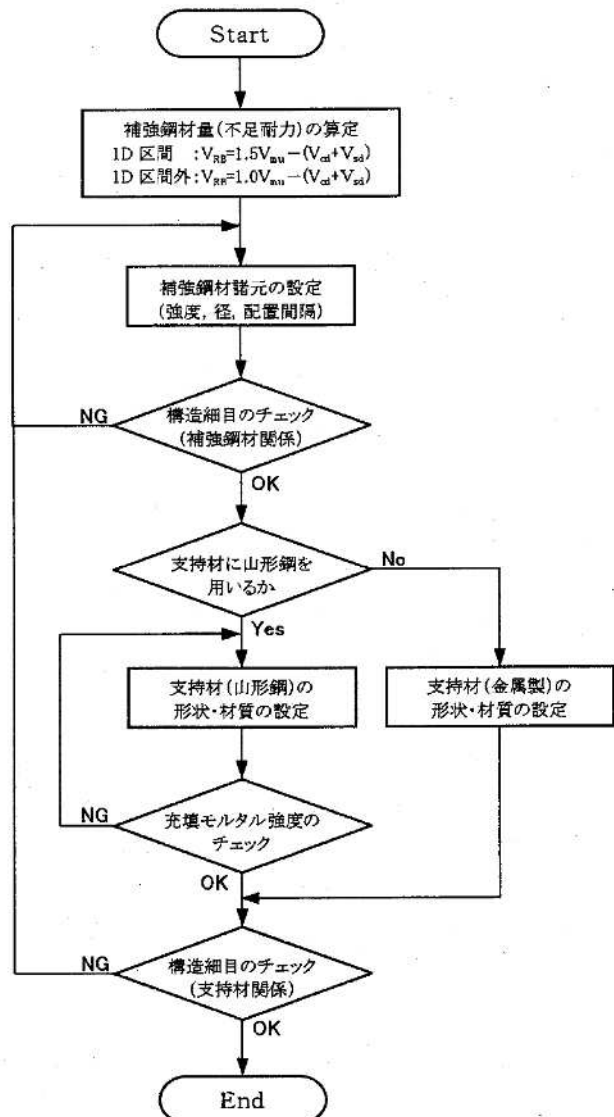 Start
補強鋼材量(不足耐力)の算定
1D 区間　:V_RB=1.5V_mu－(V_cd+V_sd)
1D 区間外:V_RB=1.0V_mu－(V_cd+V_sd)
補強鋼材諸元の設定
(強度, 径, 配置間隔)
NG
構造細目のチェック
(補強鋼材関係)
OK
支持材に山形鋼を
用いるか
No
Yes
支持材(山形鋼)の
形状・材質の設定
支持材(金属製)の
形状・材質の設定
NG
充填モルタル強度の
チェック
OK
NG
構造細目のチェック
(支持材関係)
OK
End